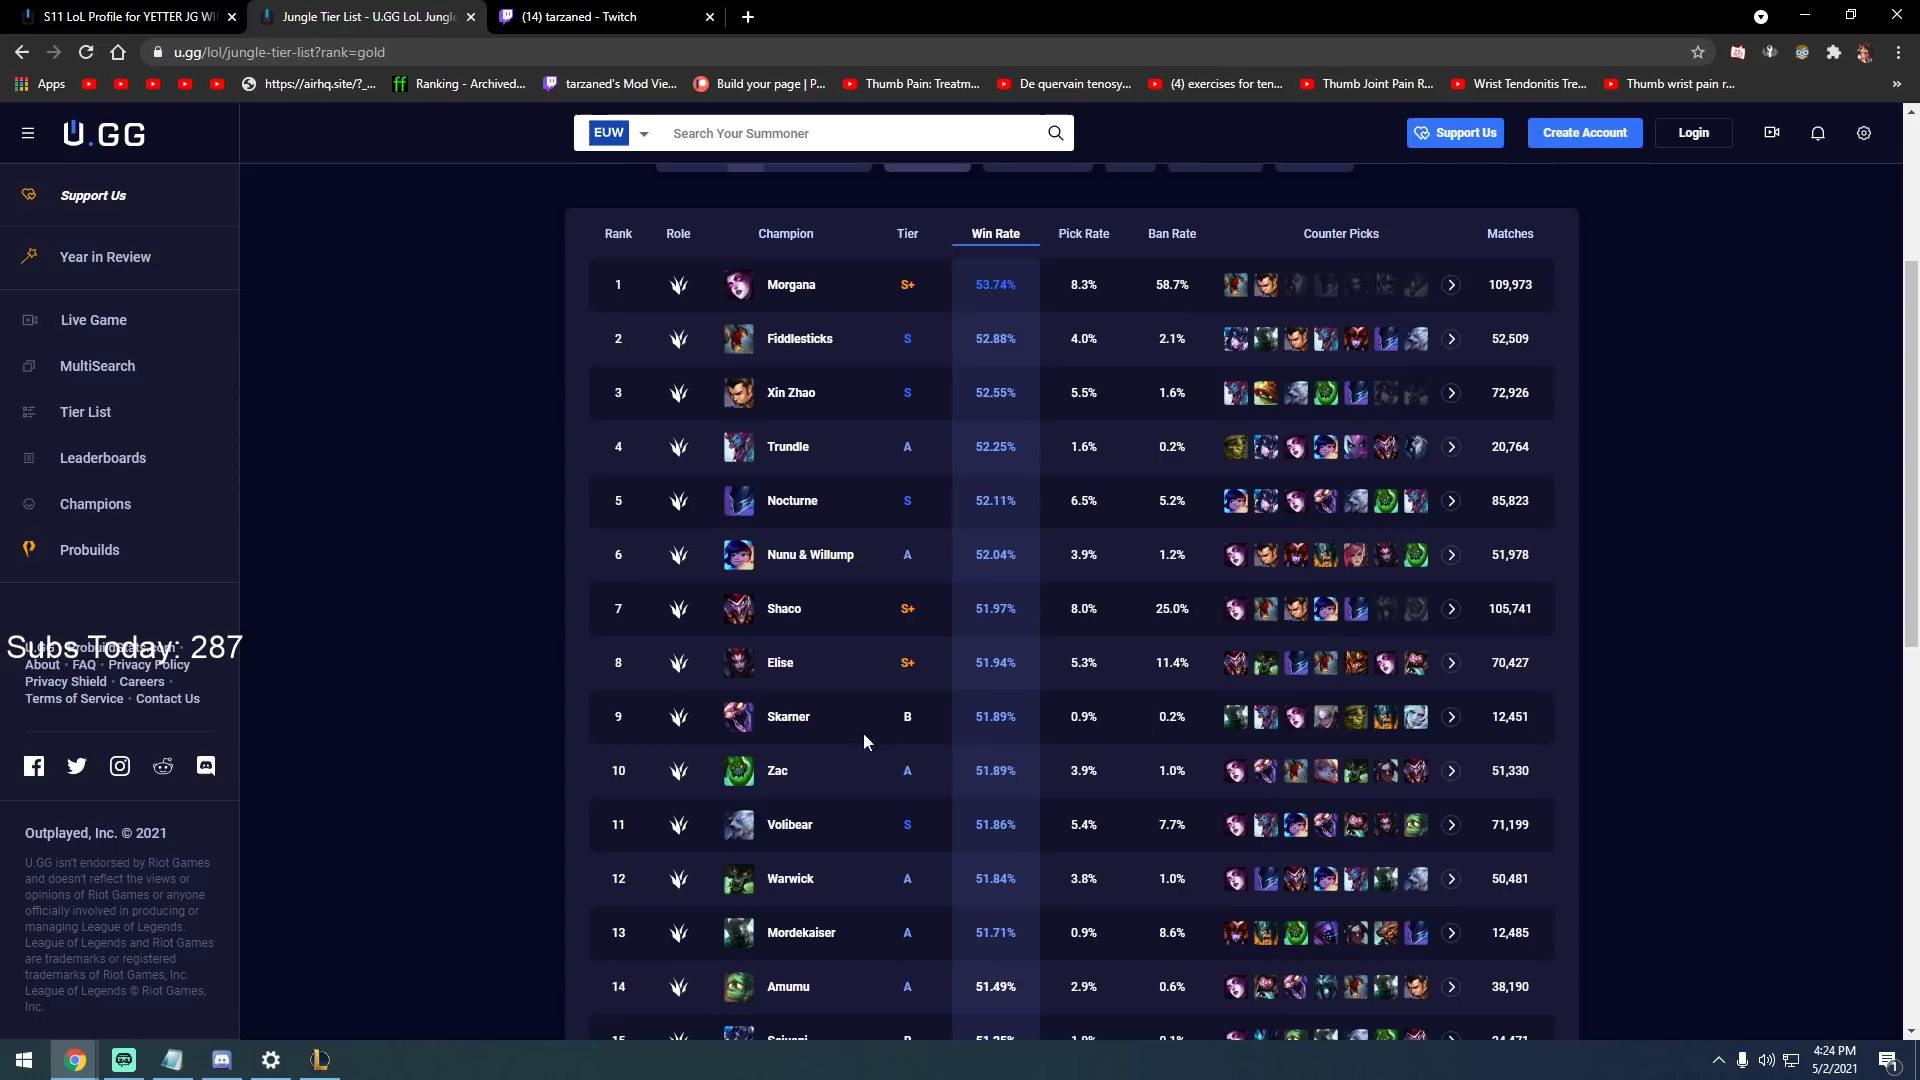 S11 LoL Profile for YETTER JG WI
Jungle Tier List - U.GG LoL Jungle
(14) tarzaned - Twitch
u.gg/lol/jungle-tier-list?rank=gold
Apps
https://airhq.site/?_...
Ranking - Archived...
tarzaned's Mod Vie...
Build your page | P...
Thumb Pain: Treatm...
De quervain tenosy...
(4) exercises for ten...
Thumb Joint Pain R...
Wrist Tendonitis Tre...
Thumb wrist pain r...
U.GG
EUW
Search Your Summoner
Support Us
Create Account
Login
Support Us
Year in Review
Live Game
MultiSearch
Tier List
Leaderboards
Champions
Probuilds
Subs Today: 287
About · FAQ · Privacy Policy
Privacy Shield · Careers ·
Terms of Service · Contact Us
Outplayed, Inc. © 2021
U.GG isn't endorsed by Riot Games
and doesn't reflect the views or
opinions of Riot Games or anyone
officially involved in producing or
managing League of Legends.
League of Legends and Riot Games
are trademarks or registered
trademarks of Riot Games, Inc.
League of Legends © Riot Games,
Inc.
Rank Role Champion Tier Win Rate Pick Rate Ban Rate Counter Picks Matches
1 Morgana S+ 53.74% 8.3% 58.7% 109,973
2 Fiddlesticks S 52.88% 4.0% 2.1% 52,509
3 Xin Zhao S 52.55% 5.5% 1.6% 72,926
4 Trundle A 52.25% 1.6% 0.2% 20,764
5 Nocturne S 52.11% 6.5% 5.2% 85,823
6 Nunu & Willump A 52.04% 3.9% 1.2% 51,978
7 Shaco S+ 51.97% 8.0% 25.0% 105,741
8 Elise S+ 51.94% 5.3% 11.4% 70,427
9 Skarner B 51.89% 0.9% 0.2% 12,451
10 Zac A 51.89% 3.9% 1.0% 51,330
11 Volibear S 51.86% 5.4% 7.7% 71,199
12 Warwick A 51.84% 3.8% 1.0% 50,481
13 Mordekaiser A 51.71% 0.9% 8.6% 12,485
14 Amumu A 51.49% 2.9% 0.6% 38,190
4:24 PM
5/2/2021